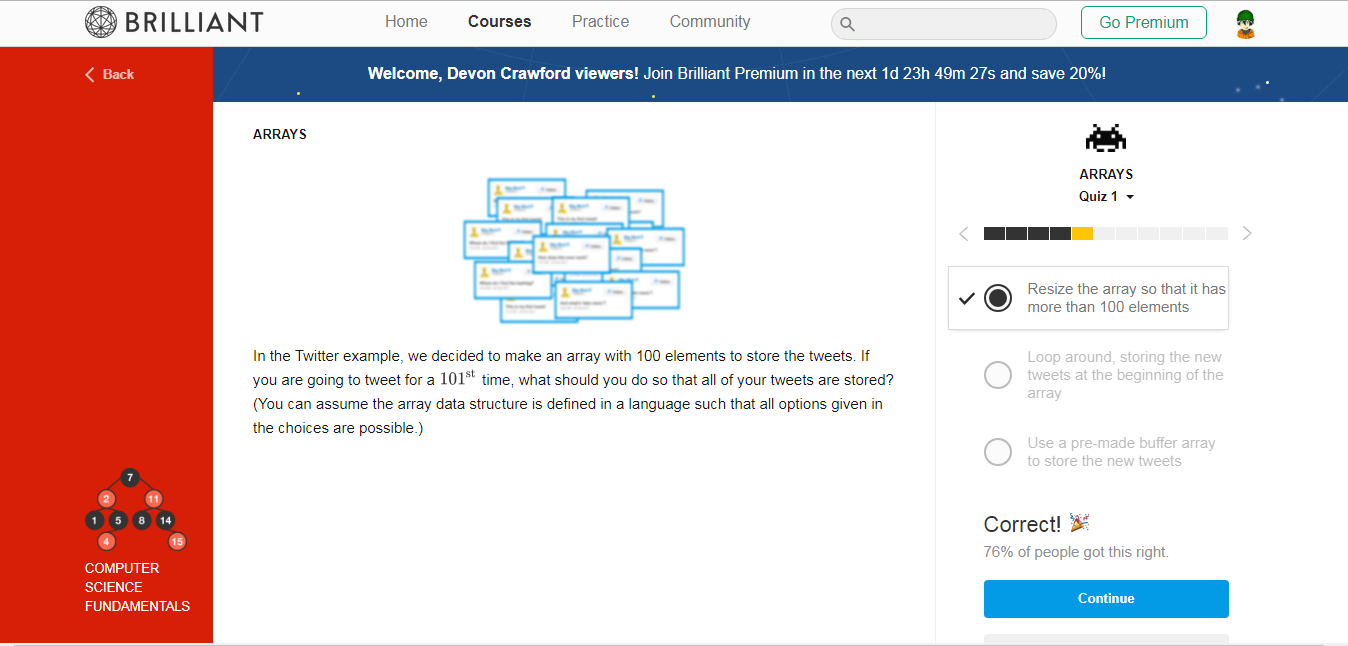 BRILLIANT
Home Courses Practice Community
Go Premium
Back
Welcome, Devon Crawford viewers! Join Brilliant Premium in the next 1d 23h 49m 27s and save 20%!
ARRAYS
In the Twitter example, we decided to make an array with 100 elements to store the tweets. If
you are going to tweet for a 101st time, what should you do so that all of your tweets are stored?
(You can assume the array data structure is defined in a language such that all options given in
the choices are possible.)
7
2 11
1 5 8 14
4 15
COMPUTER
SCIENCE
FUNDAMENTALS
ARRAYS
Quiz 1
Resize the array so that it has
more than 100 elements
Loop around, storing the new
tweets at the beginning of the
array
Use a pre-made buffer array
to store the new tweets
Correct!
76% of people got this right.
Continue